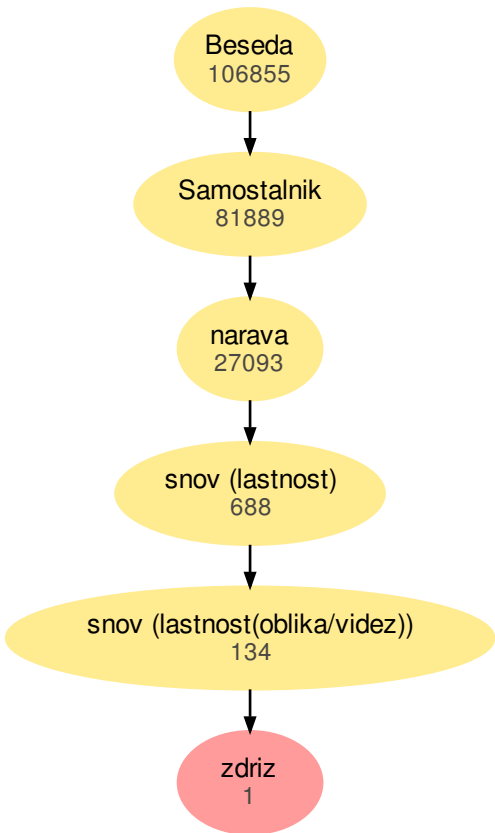 Beseda
106855
Samostalnik
81889
narava
27093
snov (lastnost)
688
snov (lastnost(oblika/videz))
134
zdriz
1